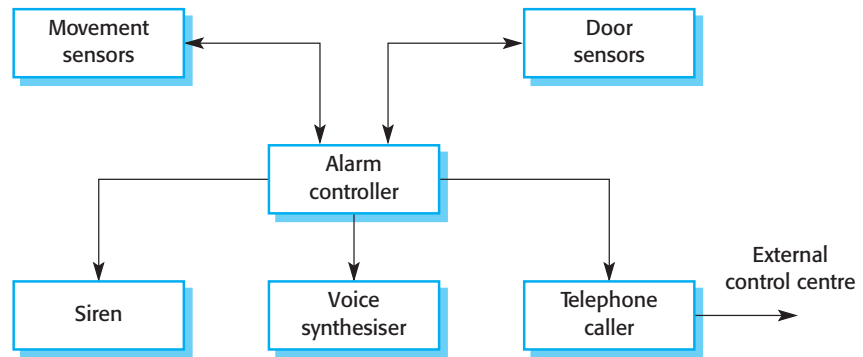 Movement
sensors
Door
sensors
Alarm
controller
External
control centre
Siren
Voice
synthesiser
Telephone
caller